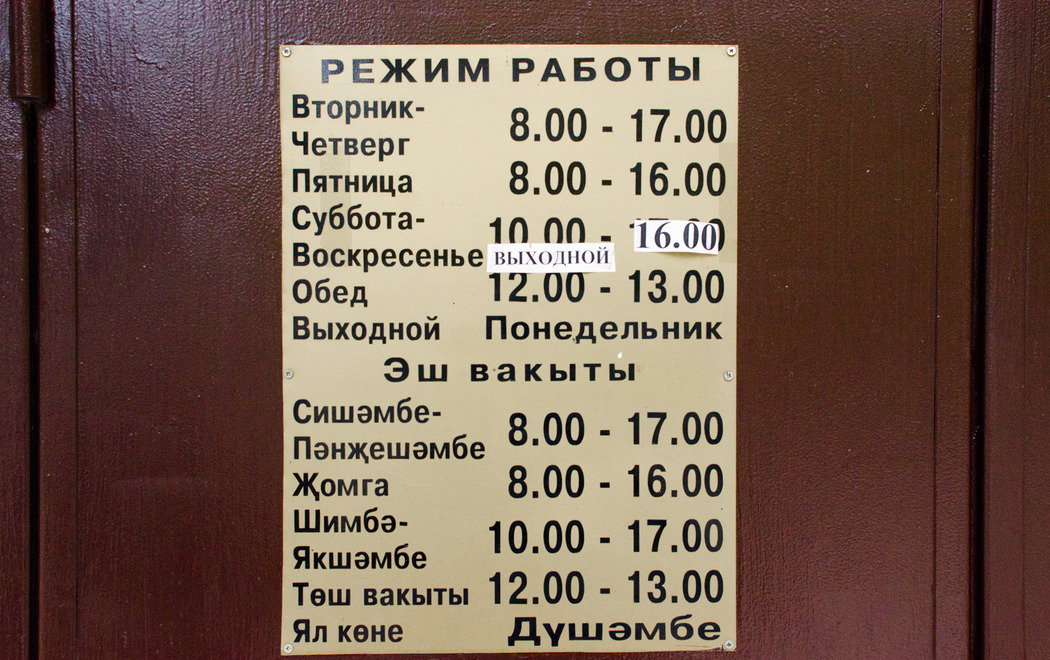 РЕЖИМ РАБОТЫ
Вторник-
Четверг 8.00 - 17.00
Пятница 8.00 - 16.00
Суббота- 10.00 - 16.00
Воскресенье ВЫХОДНОЙ
Обед 12.00 - 13.00
Выходной Понедельник
Эш вакыты
Сишәмбе-
Пәнҗешәмбе 8.00 - 17.00
Җомга 8.00 - 16.00
Шимбә-
Якшәмбе 10.00 - 17.00
Төш вакыты 12.00 - 13.00
Ял көне Дүшәмбе